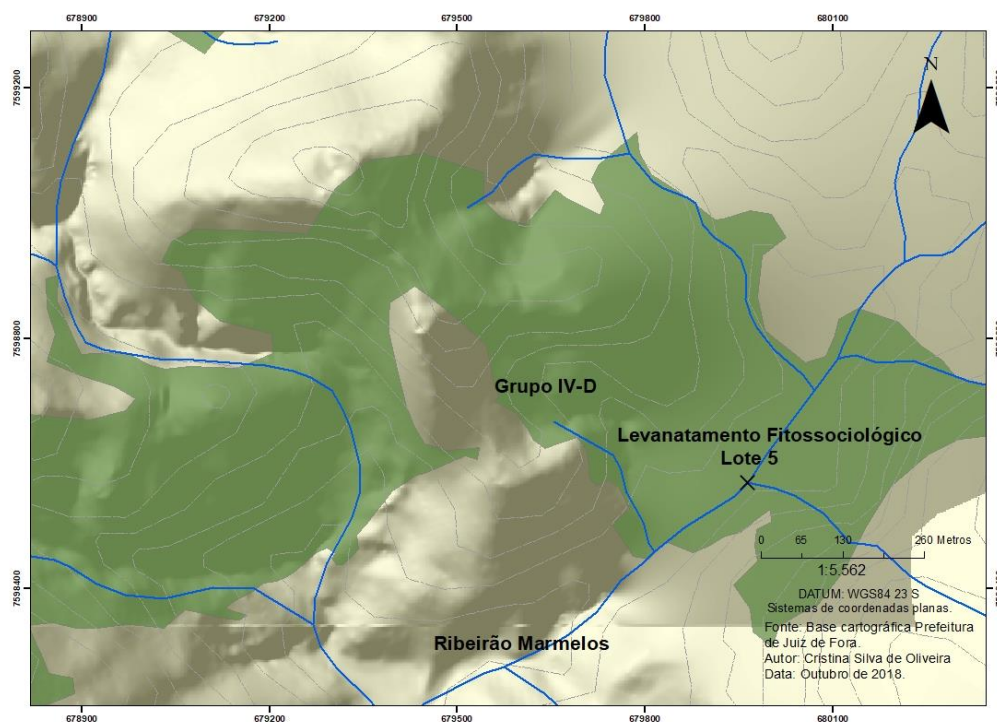 678900 679200 679500 679800 680100
N
7599200
7598800
Grupo IV-D
Levanatamento Fitossociológico
Lote 5
0 65 130 260 Metros
1:5.562
7598400
DATUM: WGS84 23 S
Sistemas de coordenadas planas.
Fonte: Base cartográfica Prefeitura
de Juiz de Fora.
Autor: Cristina Silva de Oliveira
Data: Outubro de 2018.
Ribeirão Marmelos
678900 679200 679500 679800 680100